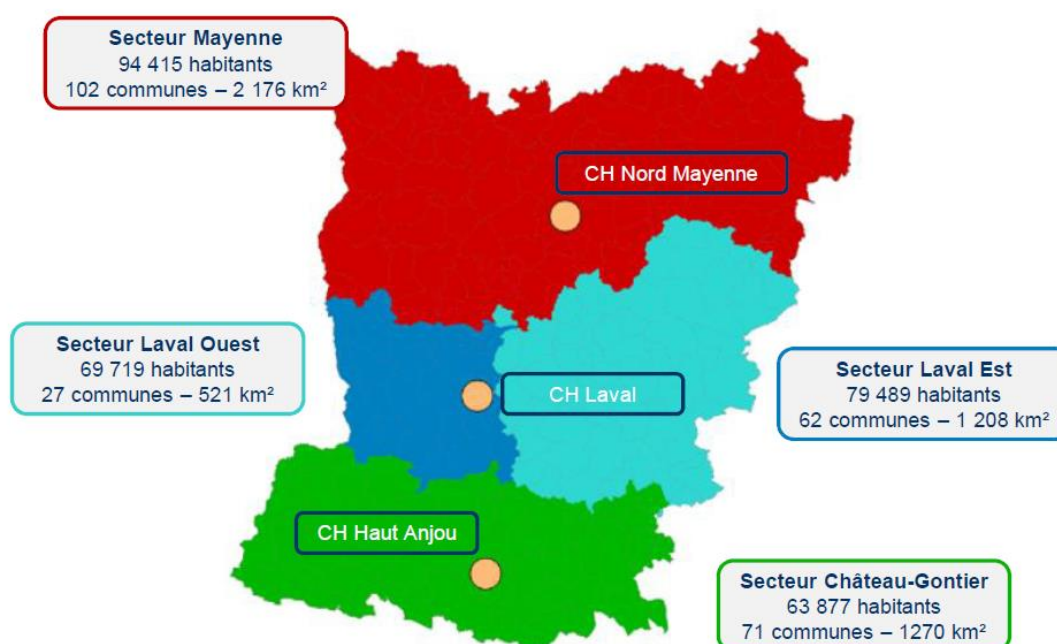 Secteur Mayenne
94 415 habitants
102 communes – 2 176 km²
CH Nord Mayenne
Secteur Laval Ouest
69 719 habitants
27 communes – 521 km²
CH Laval
Secteur Laval Est
79 489 habitants
62 communes – 1 208 km²
CH Haut Anjou
Secteur Château-Gontier
63 877 habitants
71 communes – 1270 km²